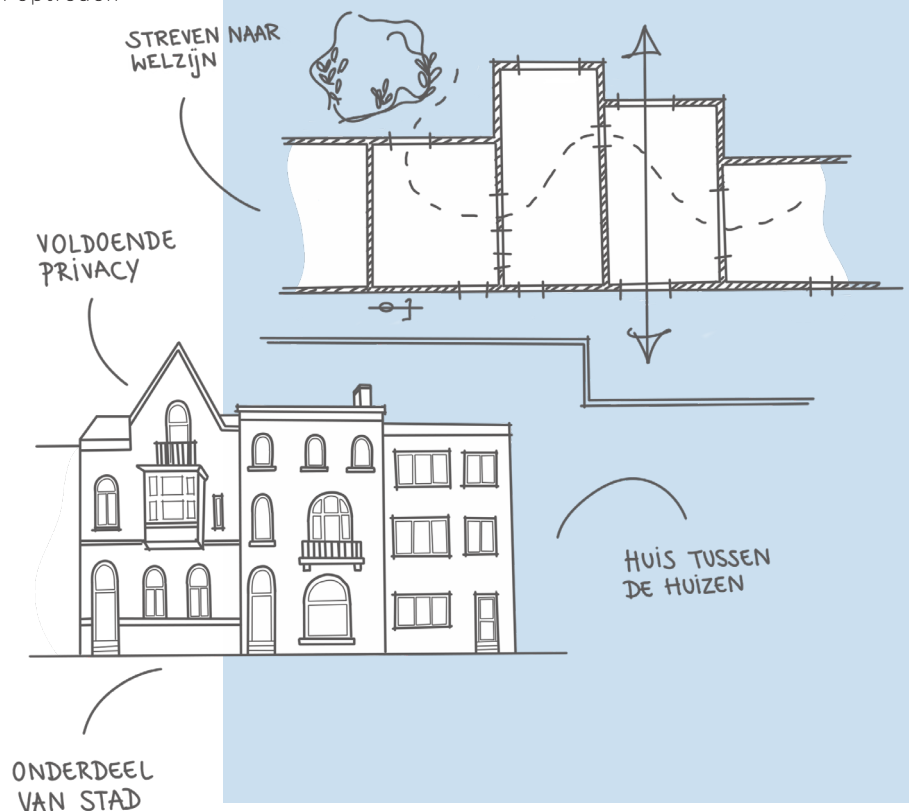 STREVEN NAAR
WELZIJN
VOLDOENDE
PRIVACY
HUIS TUSSEN
DE HUIZEN
ONDERDEEL
VAN STAD